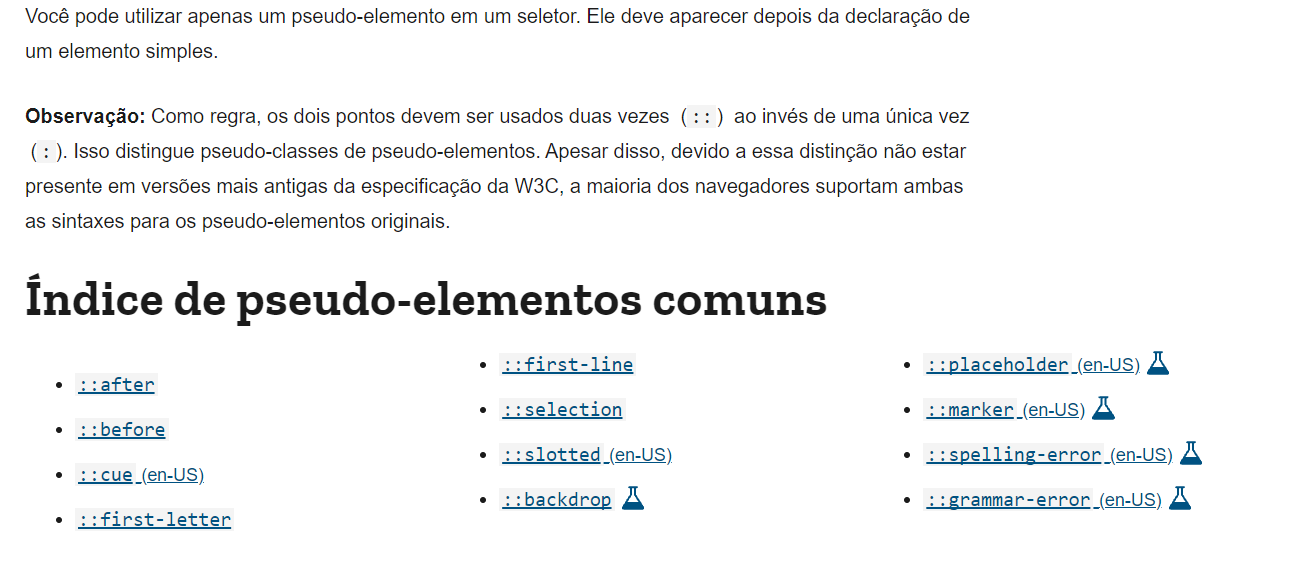 Você pode utilizar apenas um pseudo-elemento em um seletor. Ele deve aparecer depois da declaração de
um elemento simples.
Observação: Como regra, os dois pontos devem ser usados duas vezes (::) ao invés de uma única vez
(:). Isso distingue pseudo-classes de pseudo-elementos. Apesar disso, devido a essa distinção não estar
presente em versões mais antigas da especificação da W3C, a maioria dos navegadores suportam ambas
as sintaxes para os pseudo-elementos originais.
Índice de pseudo-elementos comuns
• ::after
• ::before
• ::cue (en-US)
• ::first-letter
• ::first-line
• ::selection
• ::slotted (en-US)
• ::backdrop
• ::placeholder (en-US)
• ::marker (en-US)
• ::spelling-error (en-US)
• ::grammar-error (en-US)